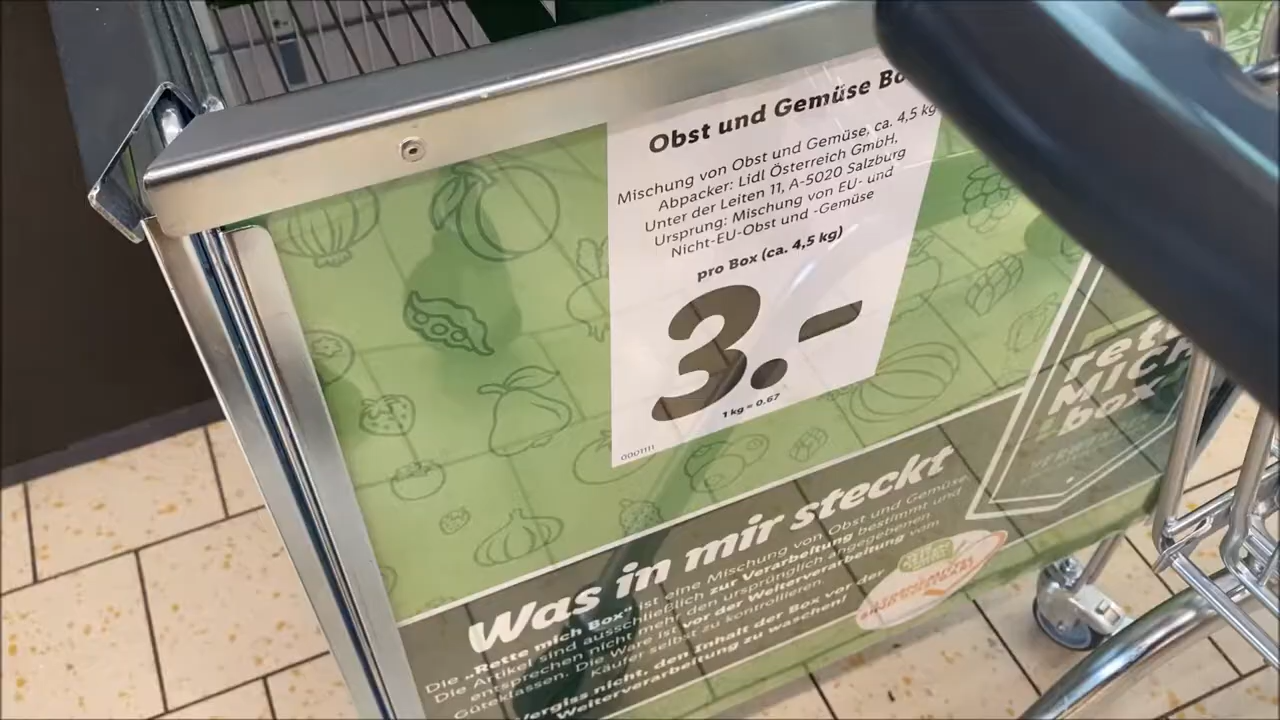 Obst und Gemüse Bo
Mischung von Obst und Gemüse, ca. 4,5 kg
Abpacker: Lidl Österreich GmbH,
Unter der Leiten 11, A-5020 Salzburg
Ursprung: Mischung von EU- und
Nicht-EU-Obst und -Gemüse
pro Box (ca. 4,5 kg)
3.-
1 kg = 0.67
0001111
rett
MICH
box
Was in mir steckt
Die „Rette mich Box" ist eine Mischung von Obst und Gemüse
Die Artikel sind ausschließlich zur Verarbeitung bestimmt und
entsprechen nicht mehr den ursprünglich angegebenen
Güteklassen. Die Ware ist vor der Weiterverarbeitung vom
Käufer selbst zu kontrollieren.
Vergiss nicht, den Inhalt der Box vor der
Weiterverarbeitung zu waschen!